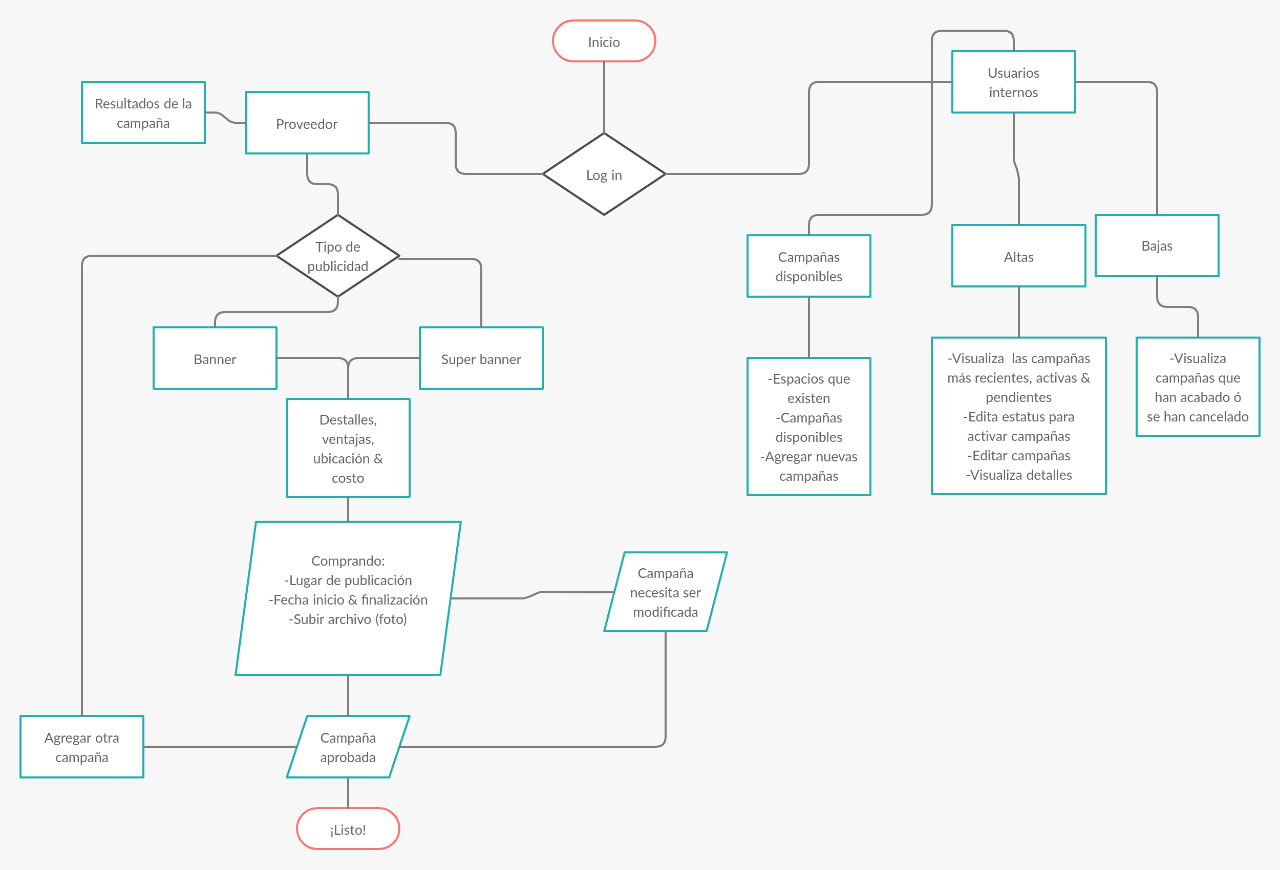 Inicio
Usuarios
internos
Resultados de la
campaña
Proveedor
Log in
Tipo de
publicidad
Campañas
disponibles
Altas
Bajas
Banner
Super banner
-Espacios que
existen
-Campañas
disponibles
-Agregar nuevas
campañas
-Visualiza  las campañas
más recientes, activas &
pendientes
-Edita estatus para
activar campañas
-Editar campañas
-Visualiza detalles
-Visualiza
campañas que
han acabado ó
se han cancelado
Destalles,
ventajas,
ubicación &
costo
Comprando:
-Lugar de publicación
-Fecha inicio & finalización
-Subir archivo (foto)
Campaña
necesita ser
modificada
Agregar otra
campaña
Campaña
aprobada
¡Listo!